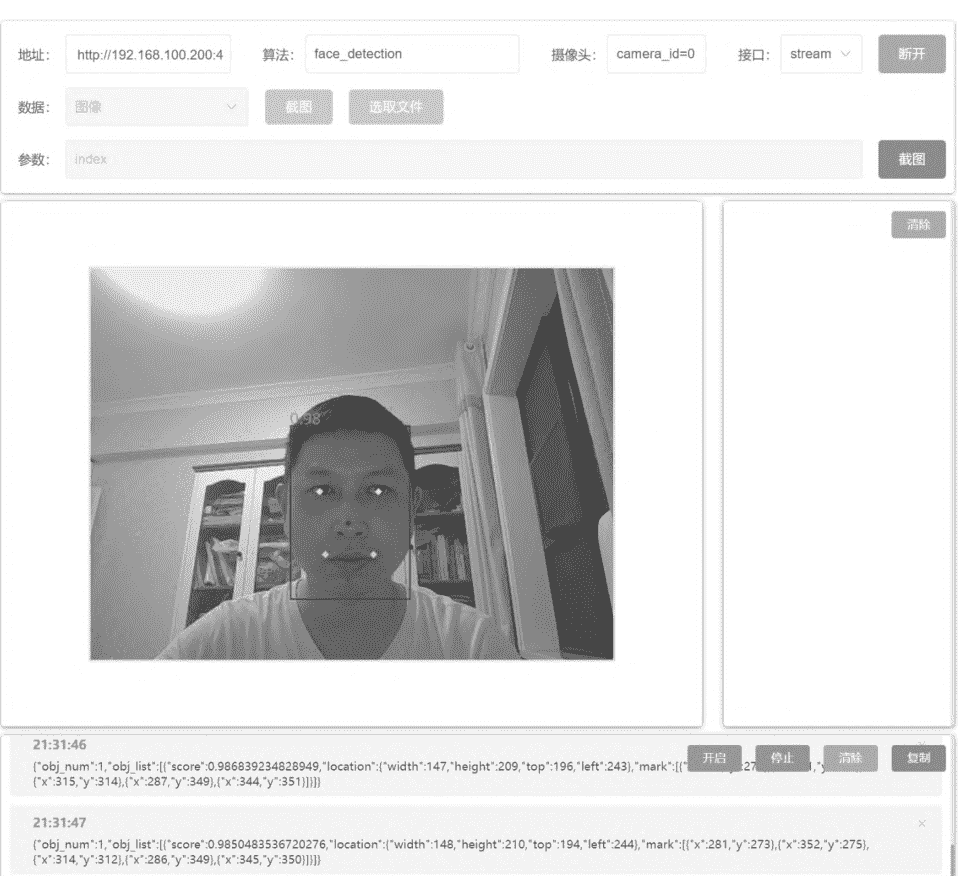 地址： http://192.168.100.200:4 算法： face_detection 摄像头： camera_id=0 接口： stream 断开
数据： 图像 截图 选取文件
参数： index 截图
清除
0.98
21:31:46
开启 停止 清除 复制
{"obj_num":1,"obj_list":[{"score":0.986839234828949,"location":{"width":147,"height":209,"top":196,"left":243},"mark":[{
{"x":315,"y":314},{"x":287,"y":349},{"x":344,"y":351}]}]}
21:31:47
{"obj_num":1,"obj_list":[{"score":0.9850483536720276,"location":{"width":148,"height":210,"top":194,"left":244},"mark":[{"x":281,"y":273},{"x":352,"y":275},
{"x":314,"y":312},{"x":286,"y":349},{"x":345,"y":350}]}]}